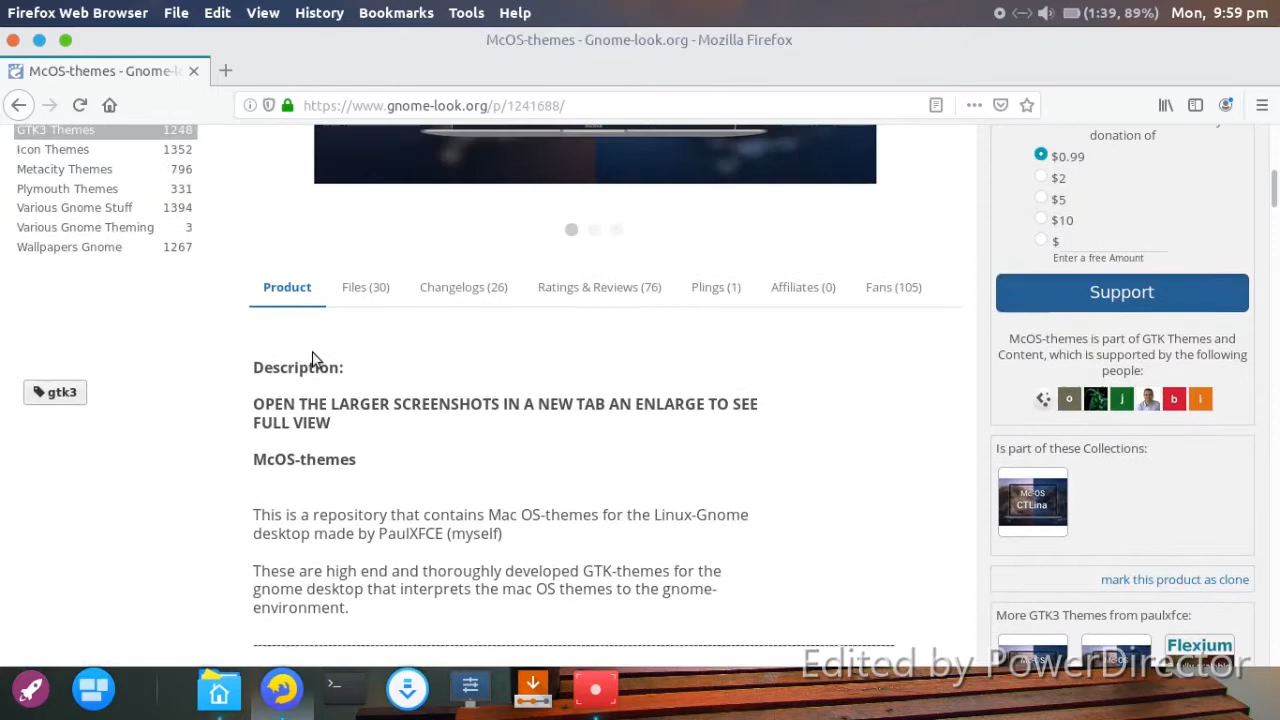 Firefox Web Browser File Edit View History Bookmarks Tools Help (1:39, 89%) Mon, 9:59 pm
McOS-themes - Gnome-look.org - Mozilla Firefox
McOS-themes - Gnome-lo
https://www.gnome-look.org/p/1241688/
GTK3 Themes 1248
Icon Themes 1352
Metacity Themes 796
Plymouth Themes 331
Various Gnome Stuff 1394
Various Gnome Theming 3
Wallpapers Gnome 1267
gtk3
Product Files (30) Changelogs (26) Ratings & Reviews (76) Plings (1) Affiliates (0) Fans (105)
Description:
OPEN THE LARGER SCREENSHOTS IN A NEW TAB AN ENLARGE TO SEE
FULL VIEW
McOS-themes
This is a repository that contains Mac OS-themes for the Linux-Gnome
desktop made by PaulXFCE (myself)
These are high end and thoroughly developed GTK-themes for the
gnome desktop that interprets the mac OS themes to the gnome-
environment.
donation of
$0.99
$2
$5
$10
$
Enter a free Amount
Support
McOS-themes is part of GTK Themes and
Content, which is supported by the following
people:
o j b i
Is part of these Collections:
Mc-OS
CTLina
mark this product as clone
More GTK3 Themes from paulxfce:
Flexium
Edited by PowerDirector